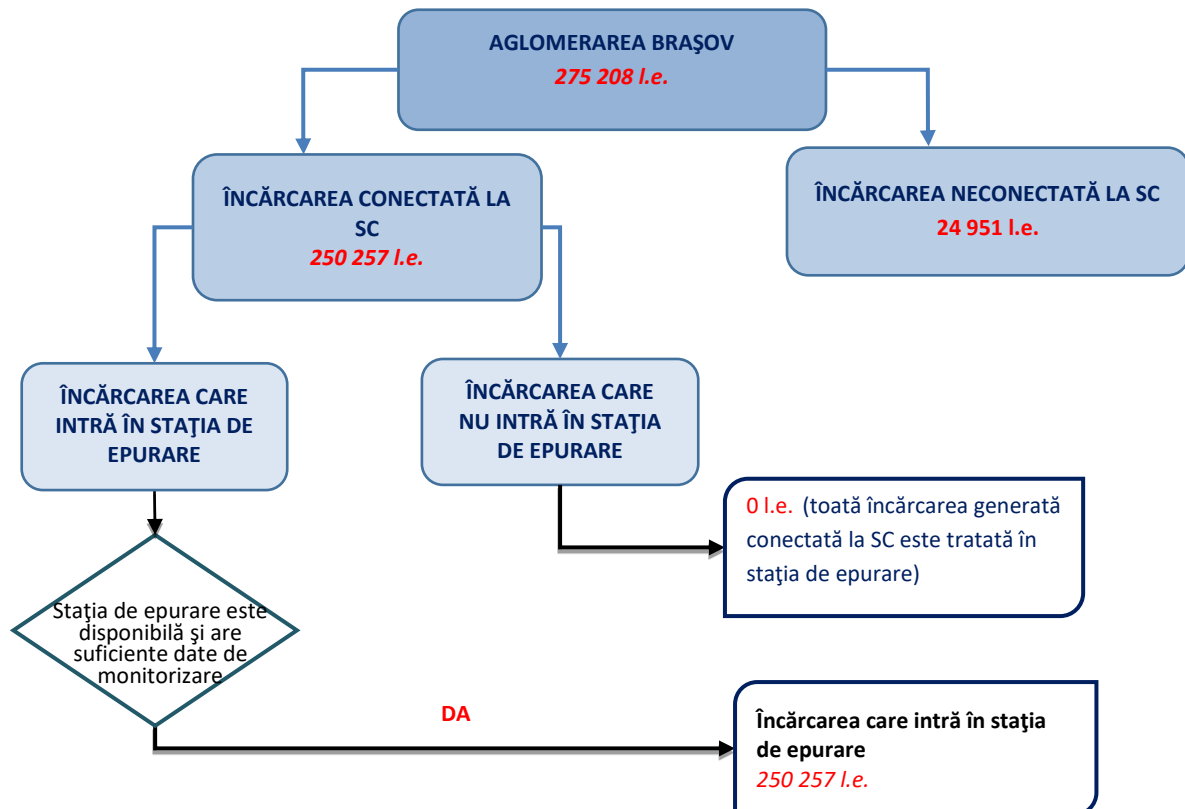 AGLOMERAREA BRAŞOV
275 208 l.e.
ÎNCĂRCAREA CONECTATĂ LA
SC
250 257 l.e.
ÎNCĂRCAREA NECONECTATĂ LA SC
24 951 l.e.
ÎNCĂRCAREA CARE
INTRĂ ÎN STAŢIA DE
EPURARE
ÎNCĂRCAREA CARE
NU INTRĂ ÎN STAŢIA
DE EPURARE
0 l.e. (toată încărcarea generată
conectată la SC este tratată în
staţia de epurare)
Staţia de epurare este
disponibilă şi are
suficiente date de
monitorizare
DA
Încărcarea care intră în staţia
de epurare
250 257 l.e.